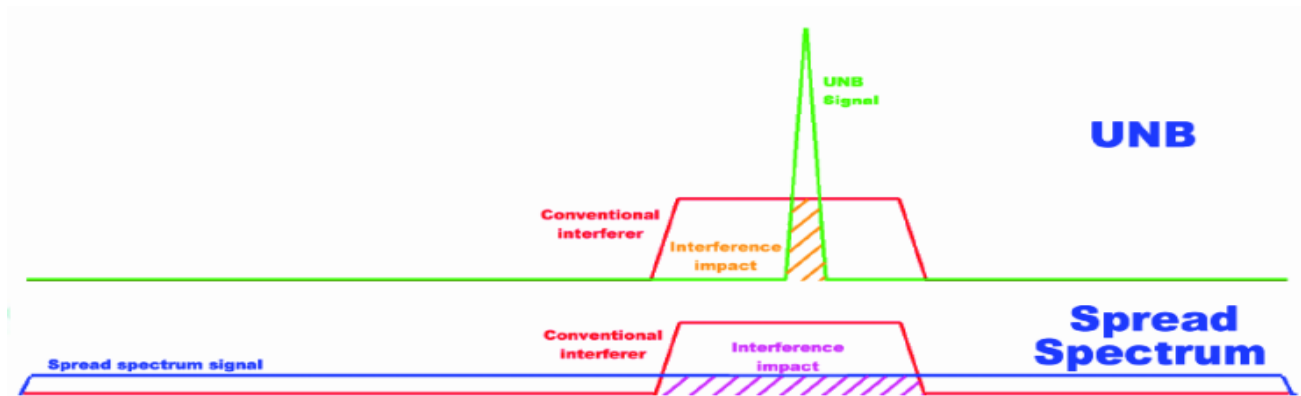 UNB
Signal
UNB
Conventional
interferer
Interference
impact
Spread
Spectrum
Conventional
interferer
Interference
impact
Spread spectrum signal